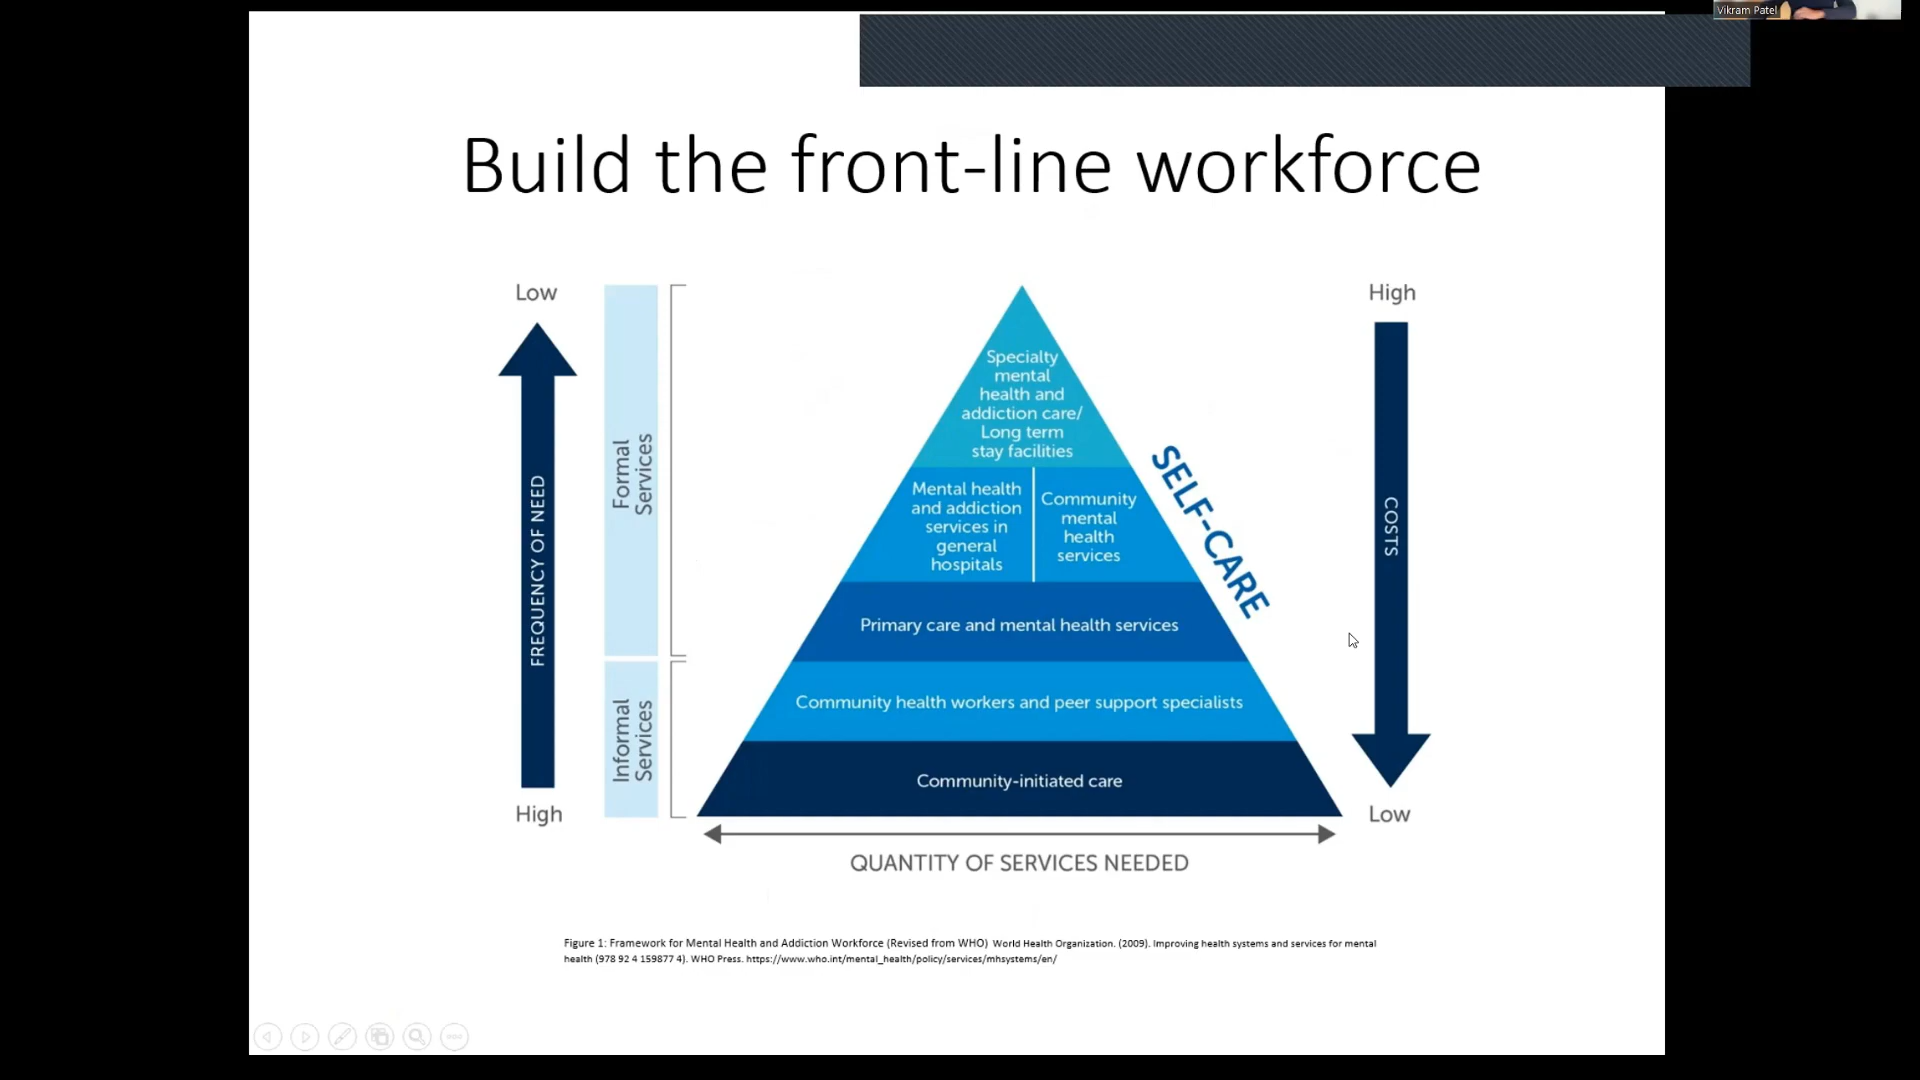 Vikram Patel
Build the front-line workforce
Low
High
FREQUENCY OF NEED
High
Formal
Services
Informal
Services
Specialty
mental
health and
addiction care/
Long term
stay facilities
Mental health
and addiction
services in
general
hospitals
Community
mental
health
services
Primary care and mental health services
Community health workers and peer support specialists
Community-initiated care
SELF-CARE
COSTS
Low
QUANTITY OF SERVICES NEEDED
Figure 1: Framework for Mental Health and Addiction Workforce (Revised from WHO) World Health Organization. (2009). Improving health systems and services for mental
health (978 92 4 159877 4). WHO Press. https://www.who.int/mental_health/policy/services/mhsystems/en/